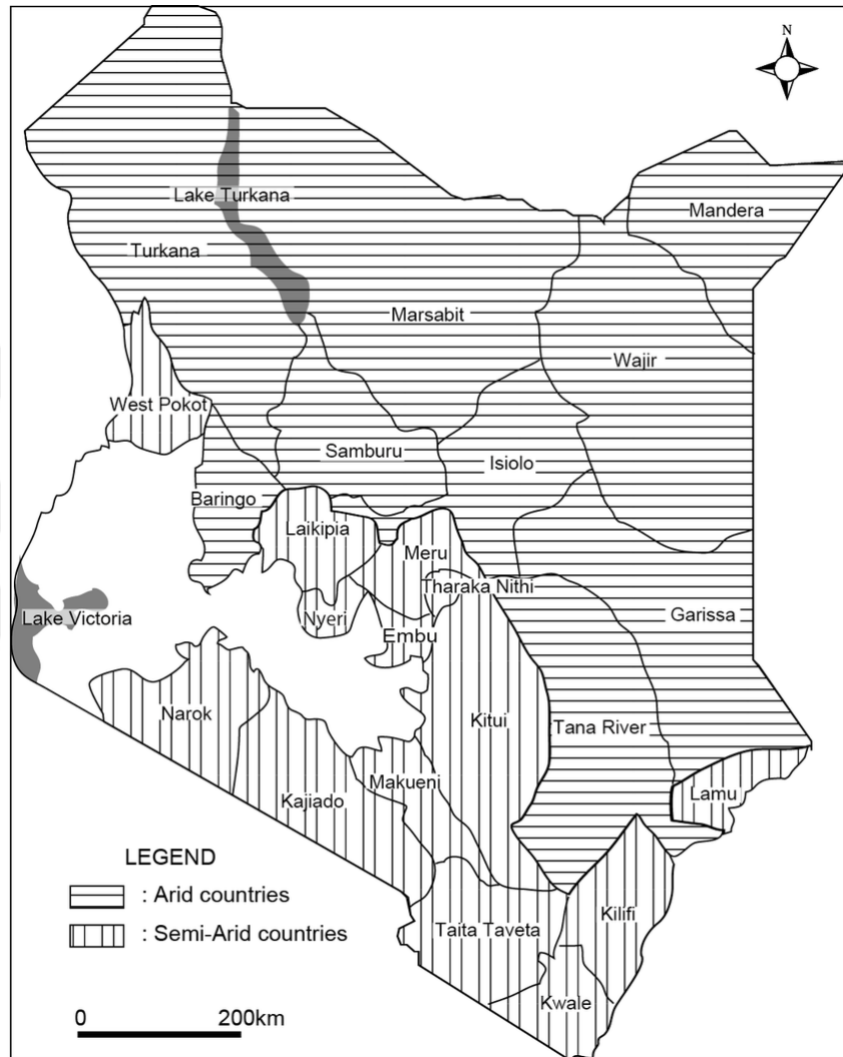 N
Mandera
Lake Turkana
Turkana
Marsabit
Wajir
West Pokot
Samburu
Isiolo
Baringo
Laikipia
Meru
Tharaka Nithi
Nyeri
Lake Victoria
Embu
Garissa
Narok
Kitui
Tana River
Makueni
Lamu
Kajiado
LEGEND
: Arid countries
: Semi-Arid countries
Kilifi
Taita Taveta
Kwale
0 200km